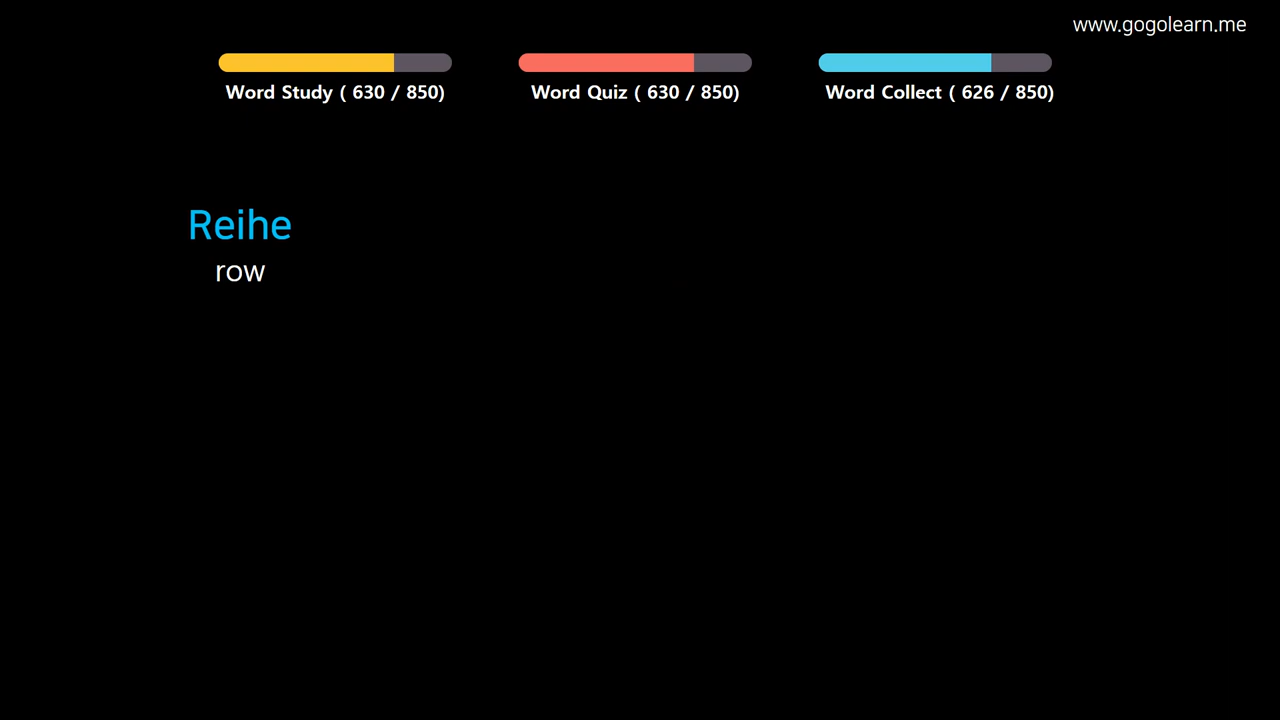 www.gogolearn.me
Word Study ( 630 / 850)
Word Quiz ( 630 / 850)
Word Collect ( 626 / 850)
Reihe
row